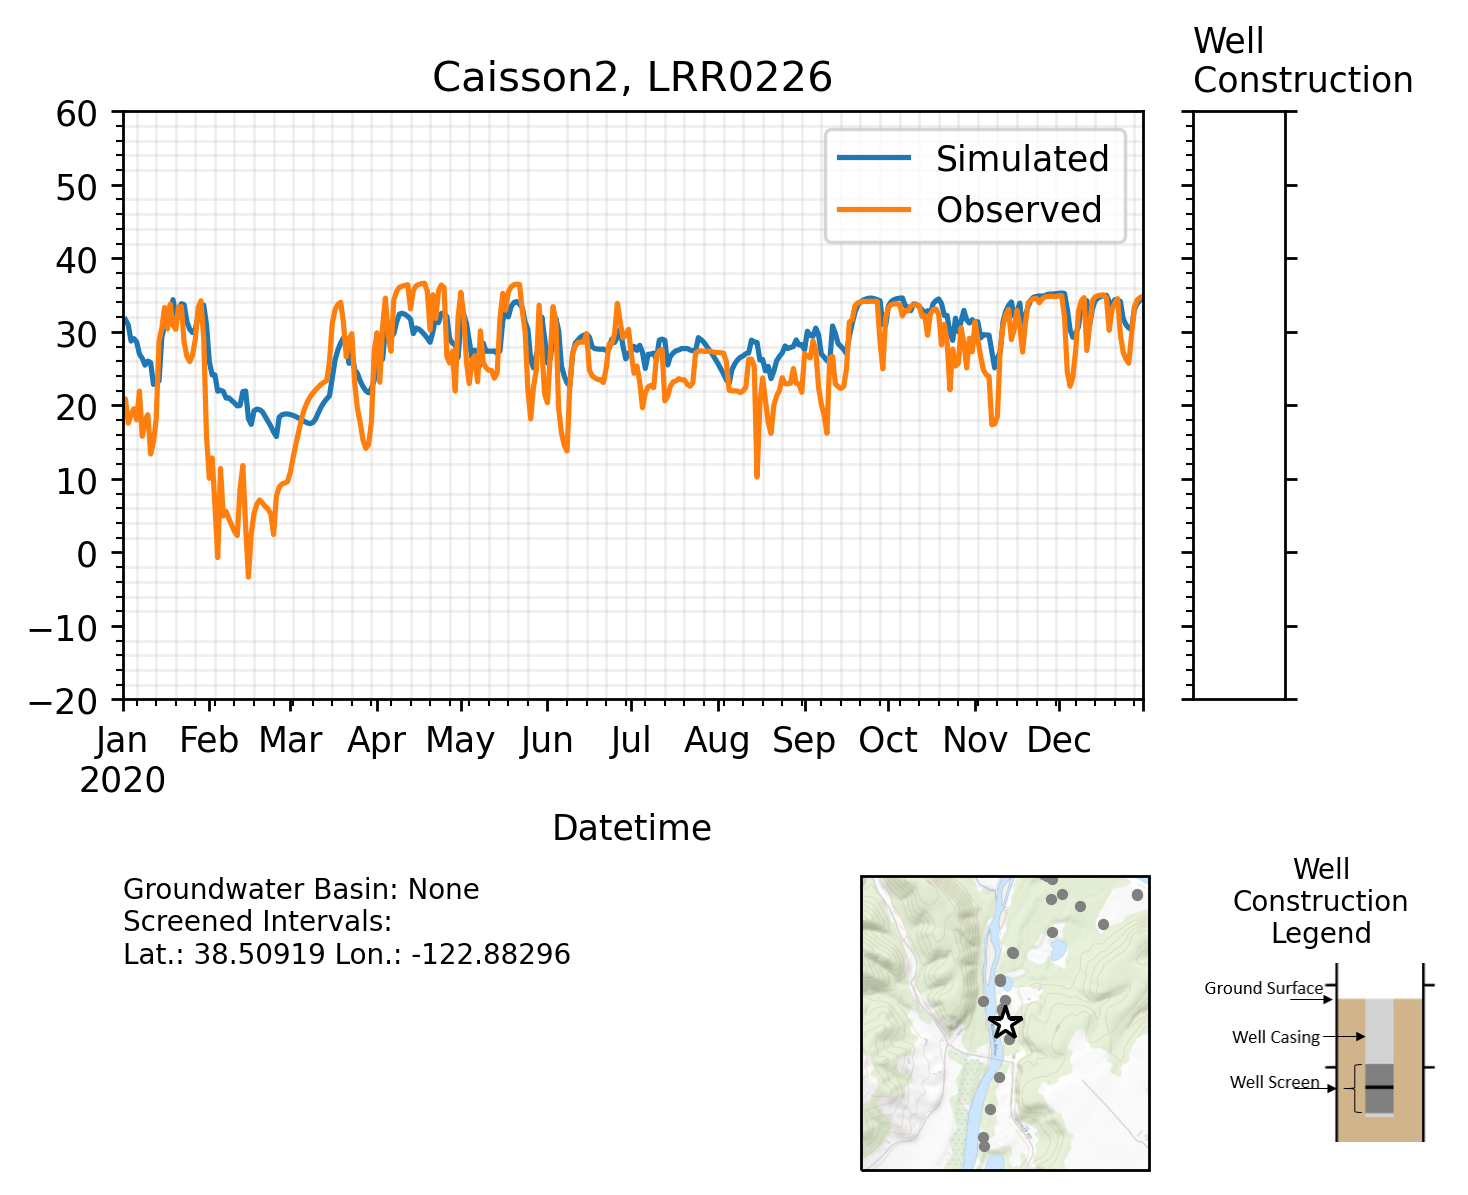 Well
Construction
Caisson2, LRR0226
60
50
40
30
20
10
0
−10
−20
Simulated
Observed
Jan Feb Mar Apr May Jun Jul Aug Sep Oct Nov Dec
2020
Datetime
Groundwater Basin: None
Screened Intervals:
Lat.: 38.50919 Lon.: -122.88296
Well
Construction
Legend
Ground Surface
Well Casing
Well Screen